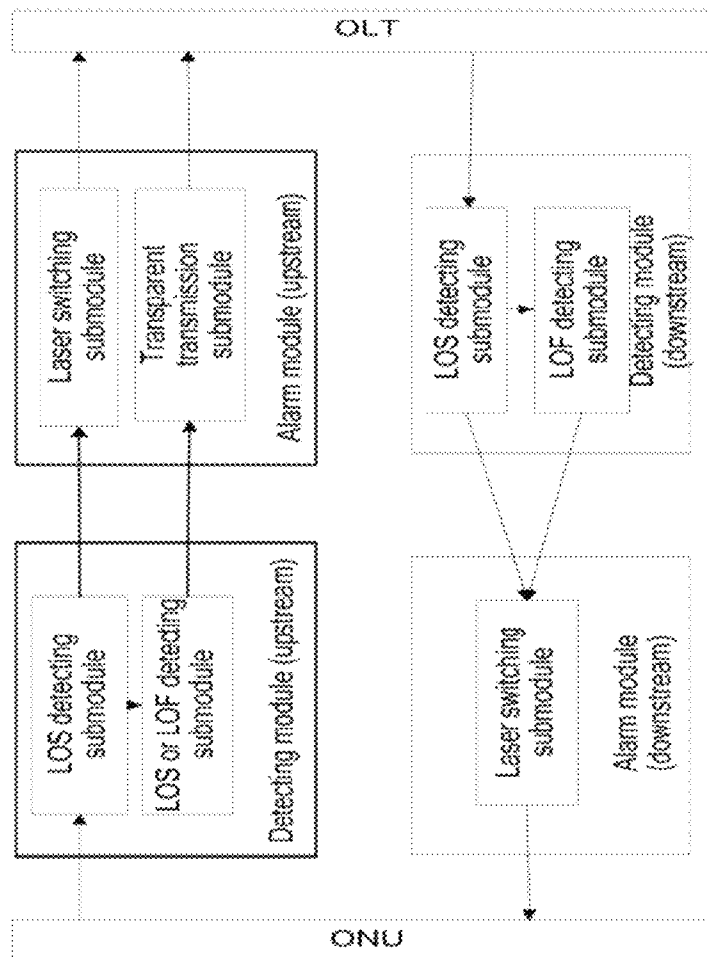 OLT
Laser switching
submodule
Transparent
transmission
submodule
Alarm module (upstream)
LOS detecting
submodule
LOF detecting
submodule
Detecting module
(downstream)
LOS detecting
submodule
LOS or LOF deteding
submodule
Detecting module (upstream)
Laser switching
submodule
Alarm module
(downstream)
ONU